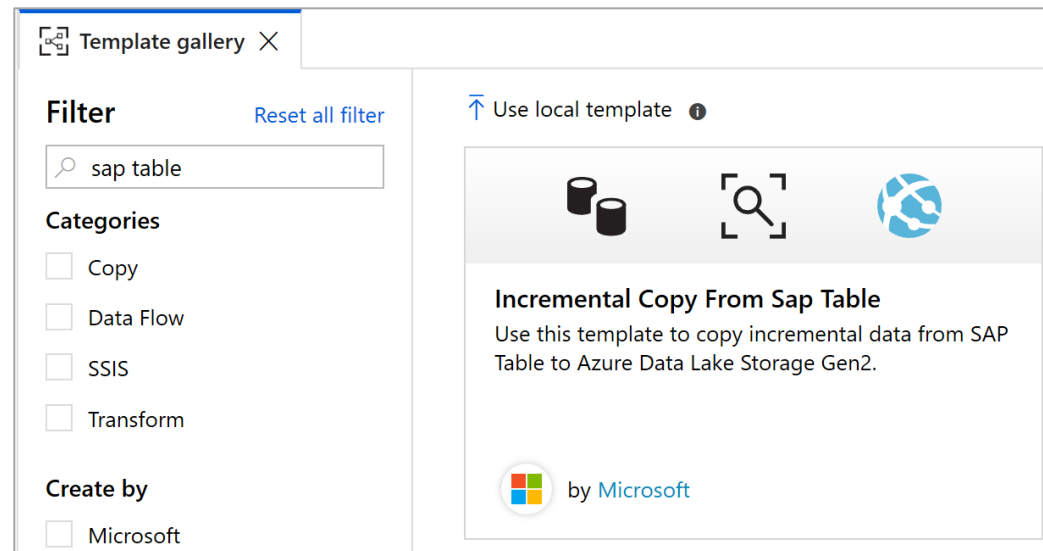 Template gallery
Filter
Reset all filter
sap table
Categories
Copy
Data Flow
SSIS
Transform
Create by
Microsoft
Use local template
Incremental Copy From Sap Table
Use this template to copy incremental data from SAP
Table to Azure Data Lake Storage Gen2.
by Microsoft